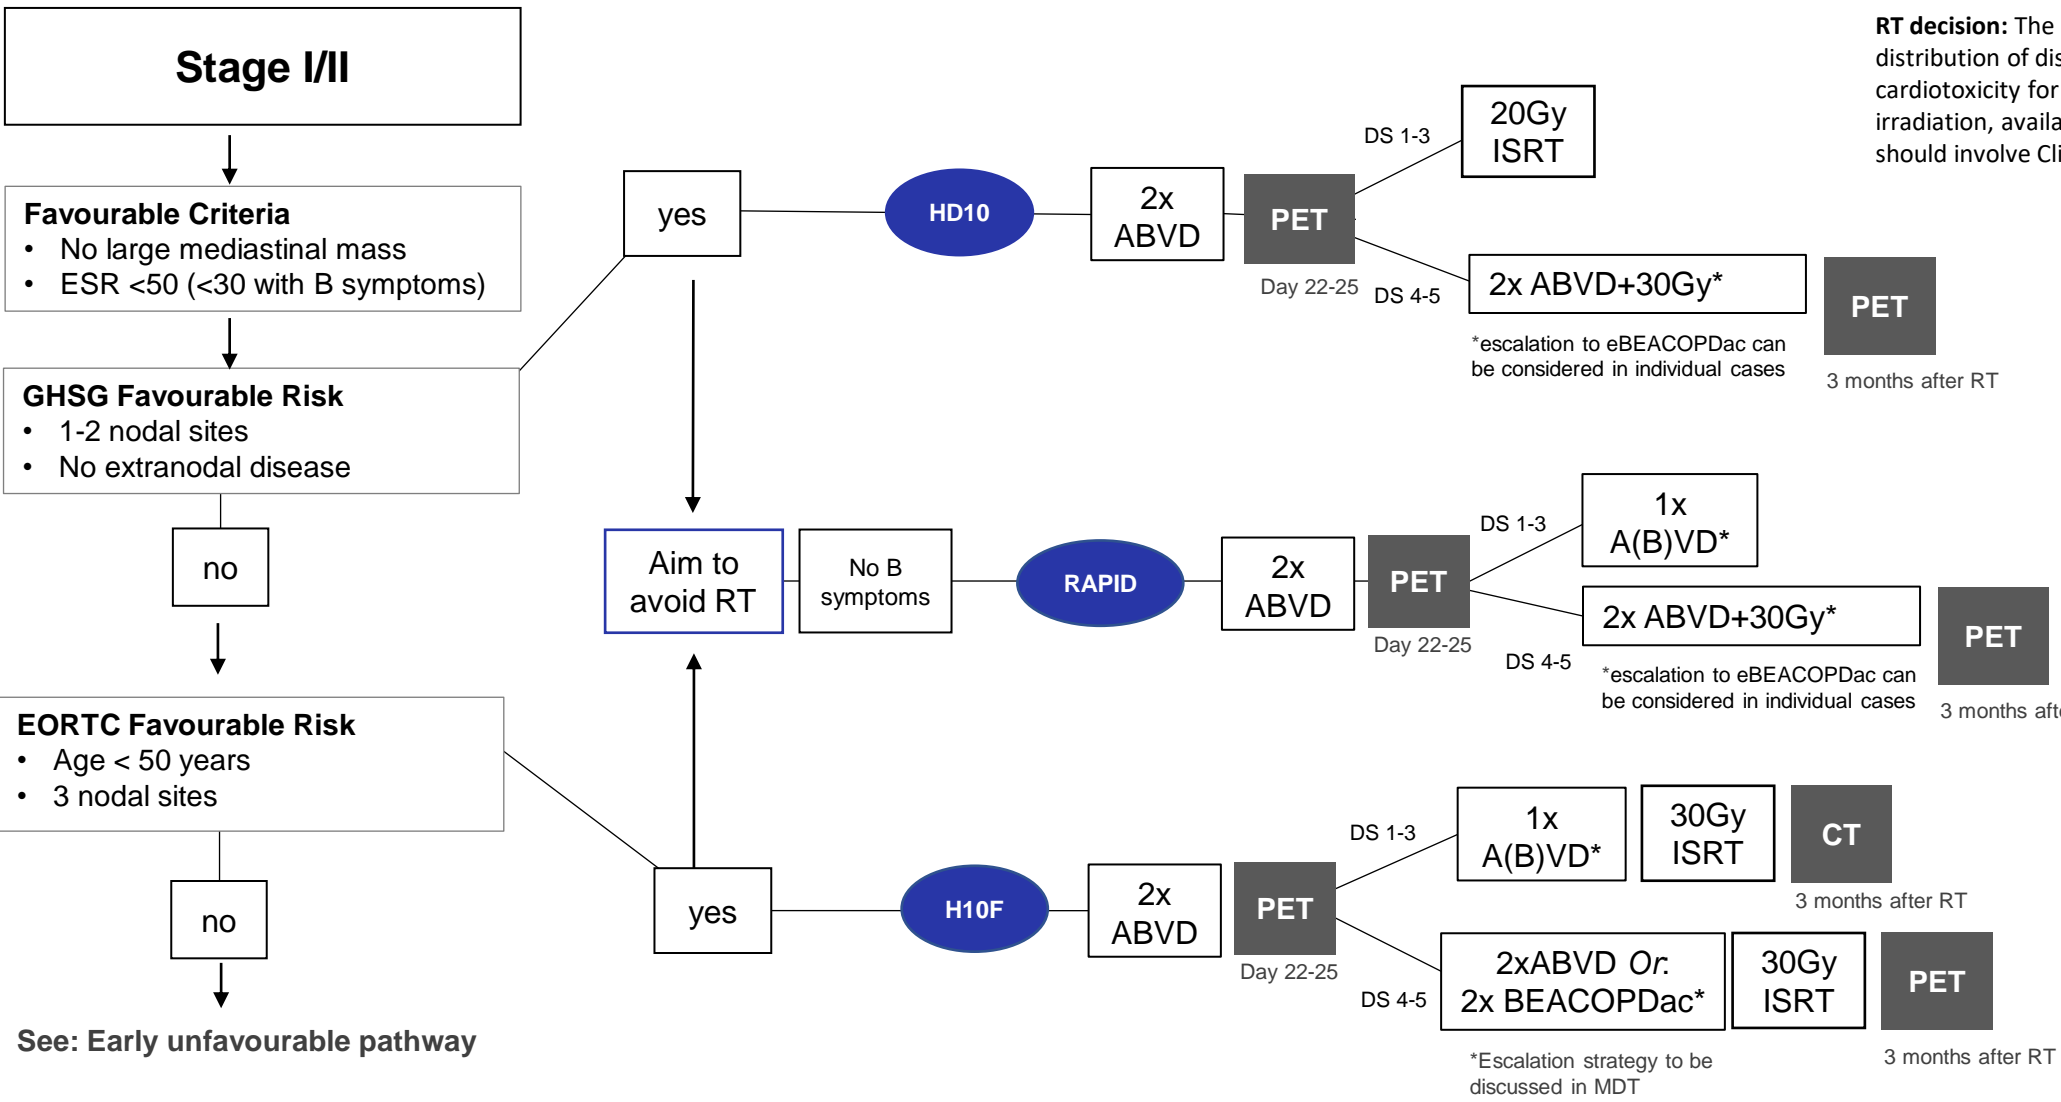 Stage I/II
Favourable Criteria
• No large mediastinal mass
• ESR <50 (<30 with B symptoms)
GHSG Favourable Risk
• 1-2 nodal sites
• No extranodal disease
no
EORTC Favourable Risk
• Age < 50 years
• 3 nodal sites
no
See: Early unfavourable pathway
yes
HD10
2x
ABVD
PET
Day 22-25
DS 1-3
20Gy
ISRT
DS 4-5
2x ABVD+30Gy*
*escalation to eBEACOPDac can
be considered in individual cases
PET
3 months after RT
RT decision: The
distribution of dis
cardiotoxicity for
irradiation, availa
should involve Cli
Aim to
avoid RT
No B
symptoms
RAPID
2x
ABVD
PET
Day 22-25
DS 1-3
1x
A(B)VD*
DS 4-5
2x ABVD+30Gy*
*escalation to eBEACOPDac can
be considered in individual cases
PET
3 months afte
yes
H10F
2x
ABVD
PET
Day 22-25
DS 1-3
1x
A(B)VD*
30Gy
ISRT
CT
3 months after RT
DS 4-5
2xABVD Or:
2x BEACOPDac*
30Gy
ISRT
PET
3 months after RT
*Escalation strategy to be
discussed in MDT